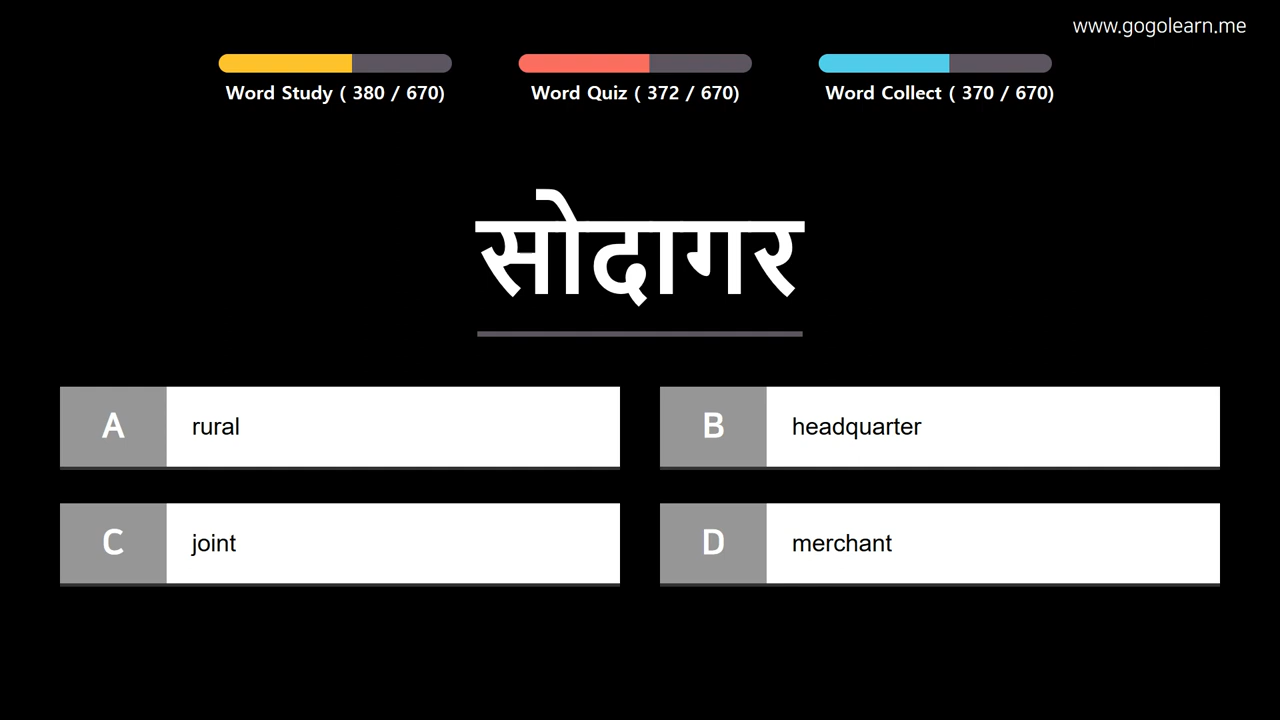 www.gogolearn.me
Word Study ( 380 / 670)
Word Quiz ( 372 / 670)
Word Collect ( 370 / 670)
सोदागर
A rural
B headquarter
C joint
D merchant